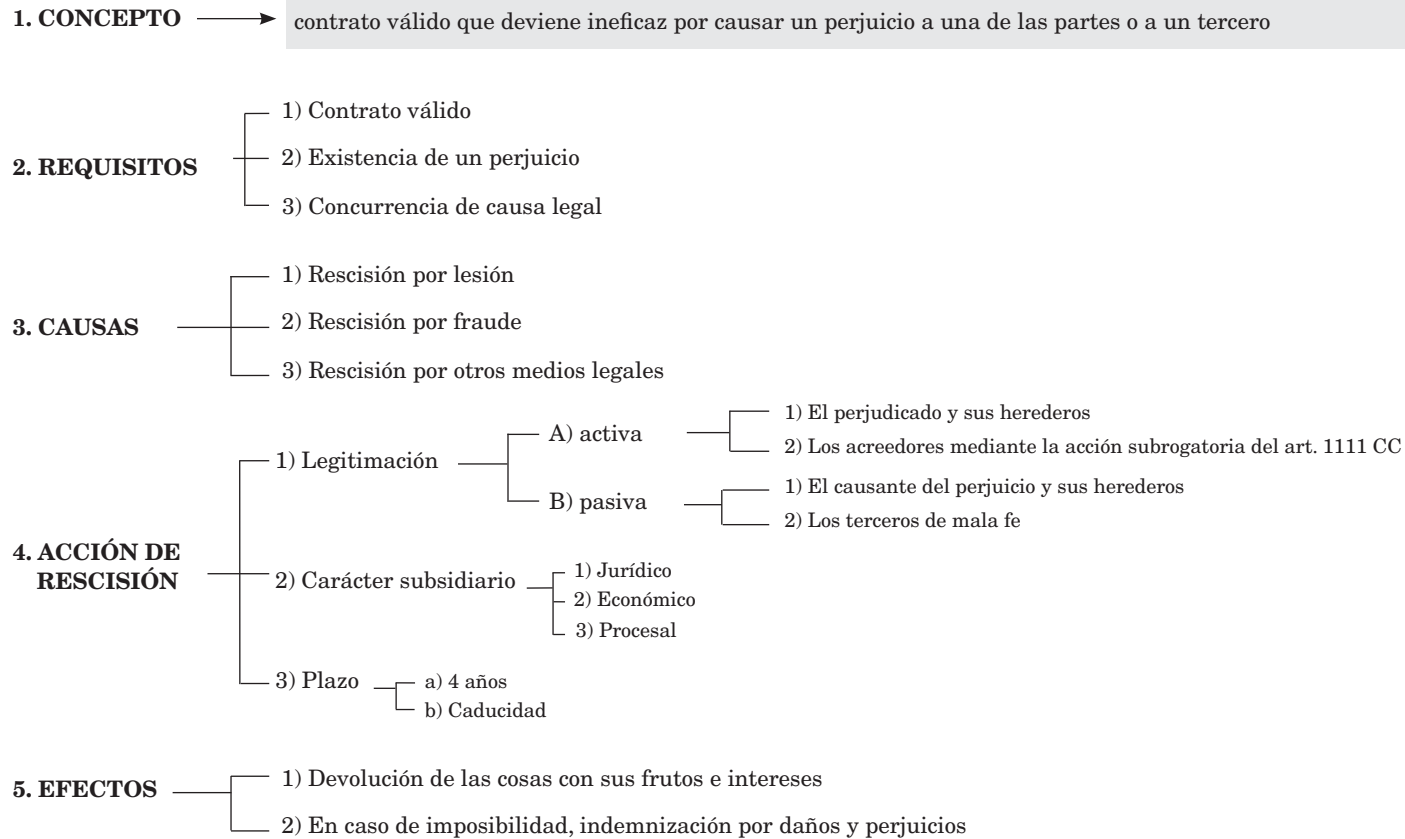 1. CONCEPTO
contrato válido que deviene ineficaz por causar un perjuicio a una de las partes o a un tercero
2. REQUISITOS
1) Contrato válido
2) Existencia de un perjuicio
3) Concurrencia de causa legal
3. CAUSAS
1) Rescisión por lesión
2) Rescisión por fraude
3) Rescisión por otros medios legales
4. ACCIÓN DE
RESCISIÓN
1) Legitimación
A) activa
1) El perjudicado y sus herederos
2) Los acreedores mediante la acción subrogatoria del art. 1111 CC
B) pasiva
1) El causante del perjuicio y sus herederos
2) Los terceros de mala fe
2) Carácter subsidiario
1) Jurídico
2) Económico
3) Procesal
3) Plazo
a) 4 años
b) Caducidad
5. EFECTOS
1) Devolución de las cosas con sus frutos e intereses
2) En caso de imposibilidad, indemnización por daños y perjuicios